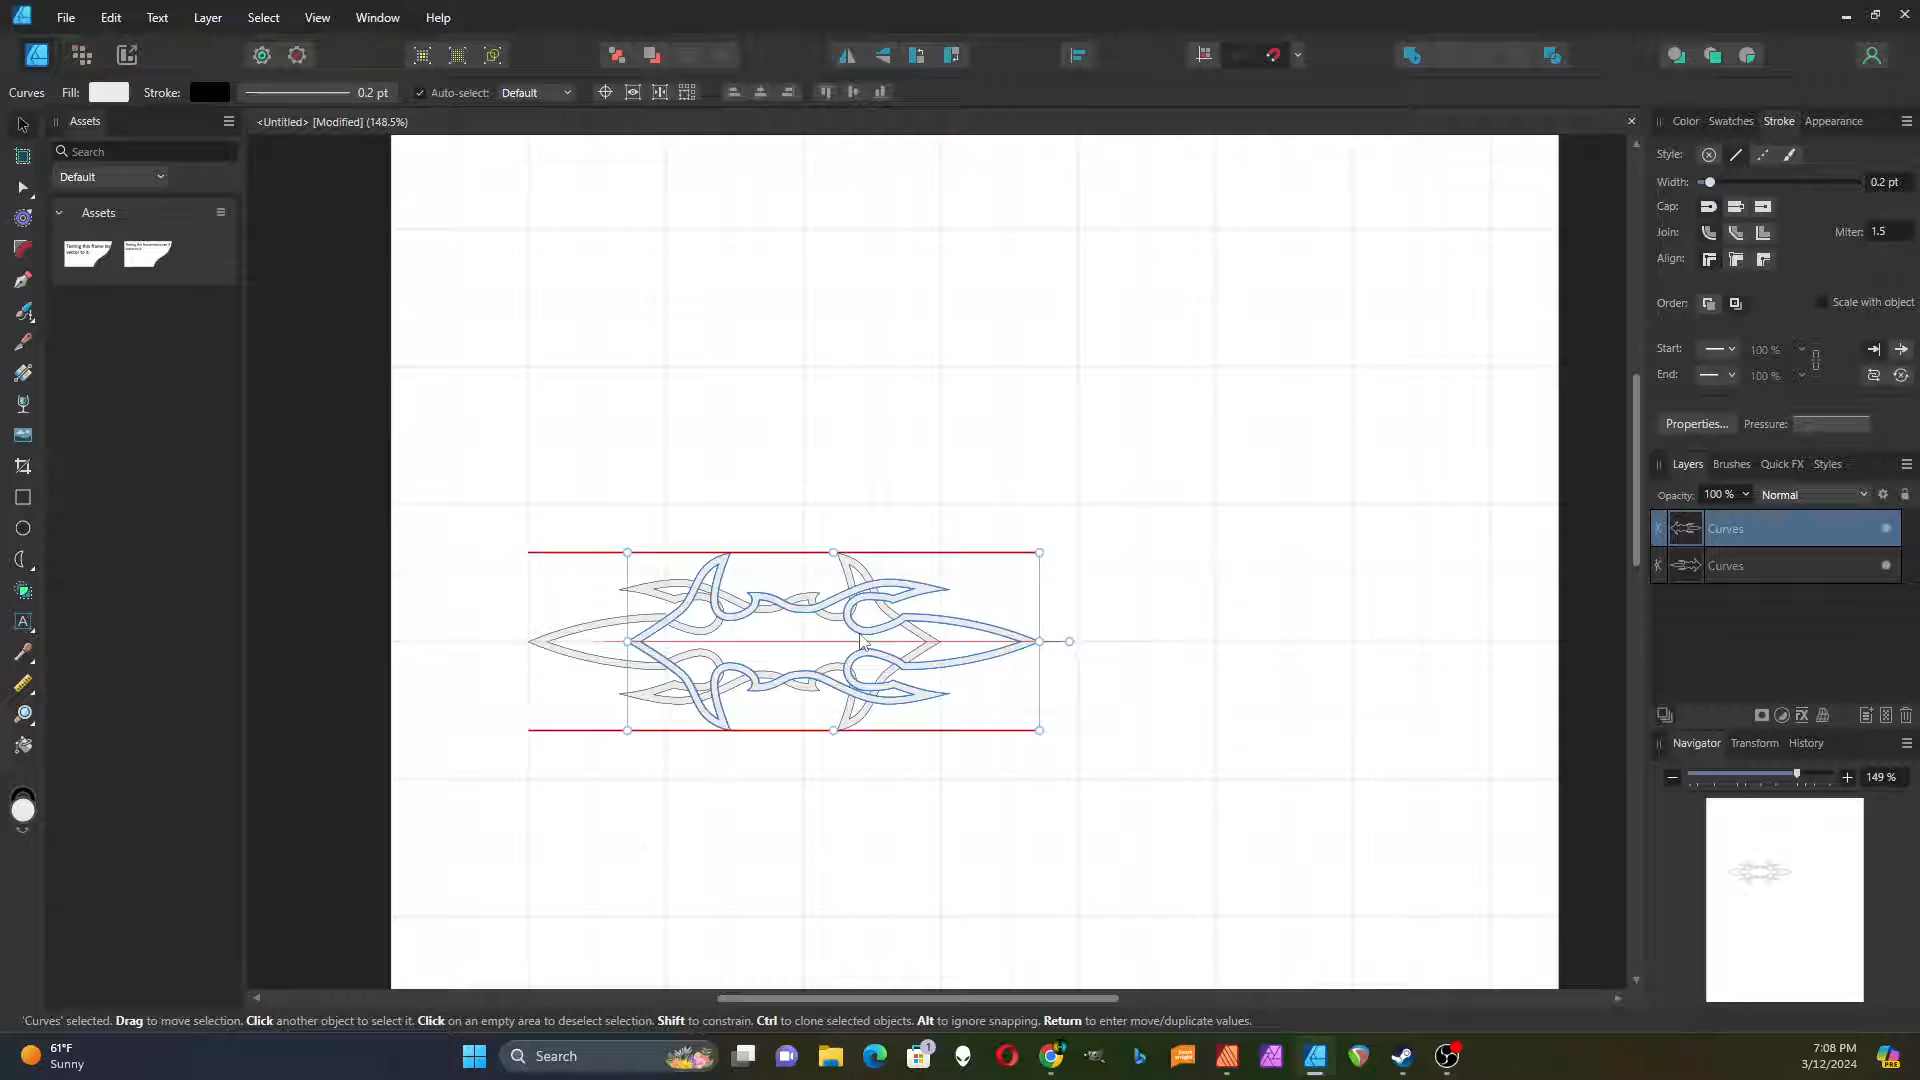 File Edit Text Layer Select View Window Help
Curves Fill: Stroke: 0.2 pt Auto-select: Default
Assets
<Untitled> [Modified] (148.5%)
Color Swatches Stroke Appearance
Search
Default
Assets
Style:
Width: 0.2 pt
Cap:
Join: Miter: 1.5
Align:
Order: Scale with object
Start: 100 %
End: 100 %
Properties... Pressure:
Layers Brushes Quick FX Styles
Opacity: 100 % Normal
Curves
Curves
Navigator Transform History
149 %
'Curves' selected. Drag to move selection. Click another object to select it. Click on an empty area to deselect selection. Shift to constrain. Ctrl to clone selected objects. Alt to ignore snapping. Return to enter move/duplicate values.
61°F
Sunny
Search
1
7:08 PM
3/12/2024